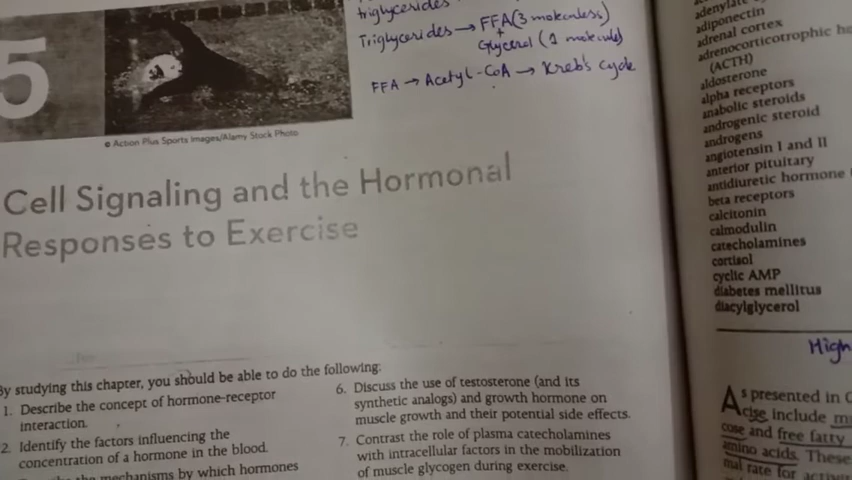 triglycerides
Triglycerides → FFA (3 molecules)
+
Glycerol (1 molecule)
FFA → Acetyl-CoA → Kreb's cycle
5
© Action Plus Sports Images/Alamy Stock Photo
Cell Signaling and the Hormonal
Responses to Exercise
By studying this chapter, you should be able to do the following:
1. Describe the concept of hormone-receptor
interaction.
2. Identify the factors influencing the
concentration of a hormone in the blood.
mechanisms by which hormones
6. Discuss the use of testosterone (and its
synthetic analogs) and growth hormone on
muscle growth and their potential side effects.
7. Contrast the role of plasma catecholamines
with intracellular factors in the mobilization
of muscle glycogen during exercise.
adenylate
adiponectin
adrenal cortex
adrenocorticotrophic
(ACTH)
aldosterone
alpha receptors
anabolic steroids
androgenic steroid
androgens
angiotensin I and II
anterior pituitary
antidiuretic hormone
beta receptors
calcitonin
calmodulin
catecholamines
cortisol
cyclic AMP
diabetes mellitus
diacylglycerol
High
As presented in
cise include
cose and free fatty
amino acids. These
mal rate for